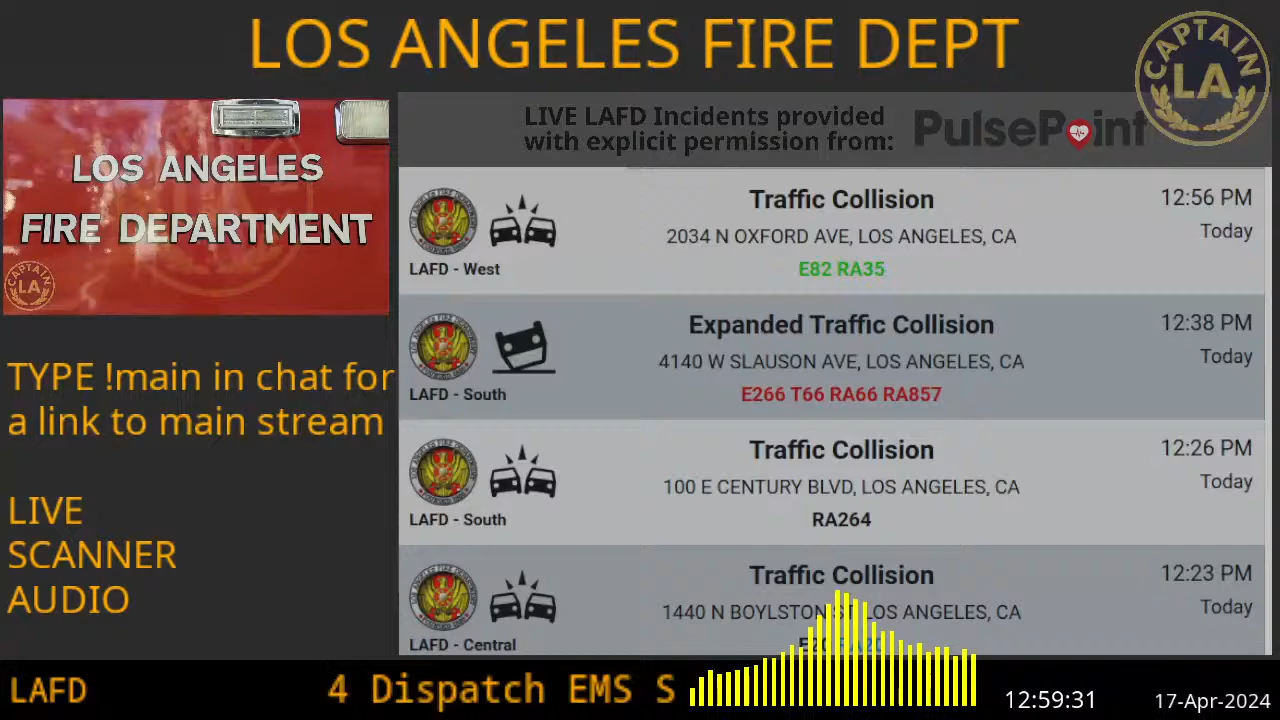 LOS ANGELES FIRE DEPT
CAPTAIN
LA
LOS ANGELES
FIRE DEPARTMENT
CAPTAIN
LA
LIVE LAFD Incidents provided
with explicit permission from:
PulsePoint
Traffic Collision
12:56 PM
2034 N OXFORD AVE, LOS ANGELES, CA
Today
LAFD - West
E82 RA35
Expanded Traffic Collision
12:38 PM
4140 W SLAUSON AVE, LOS ANGELES, CA
Today
LAFD - South
E266 T66 RA66 RA857
Traffic Collision
12:26 PM
100 E CENTURY BLVD, LOS ANGELES, CA
Today
LAFD - South
RA264
Traffic Collision
12:23 PM
1440 N BOYLSTON ST, LOS ANGELES, CA
Today
LAFD - Central
TYPE !main in chat for
a link to main stream
LIVE
SCANNER
AUDIO
LAFD
4 Dispatch EMS S
12:59:31
17-Apr-2024